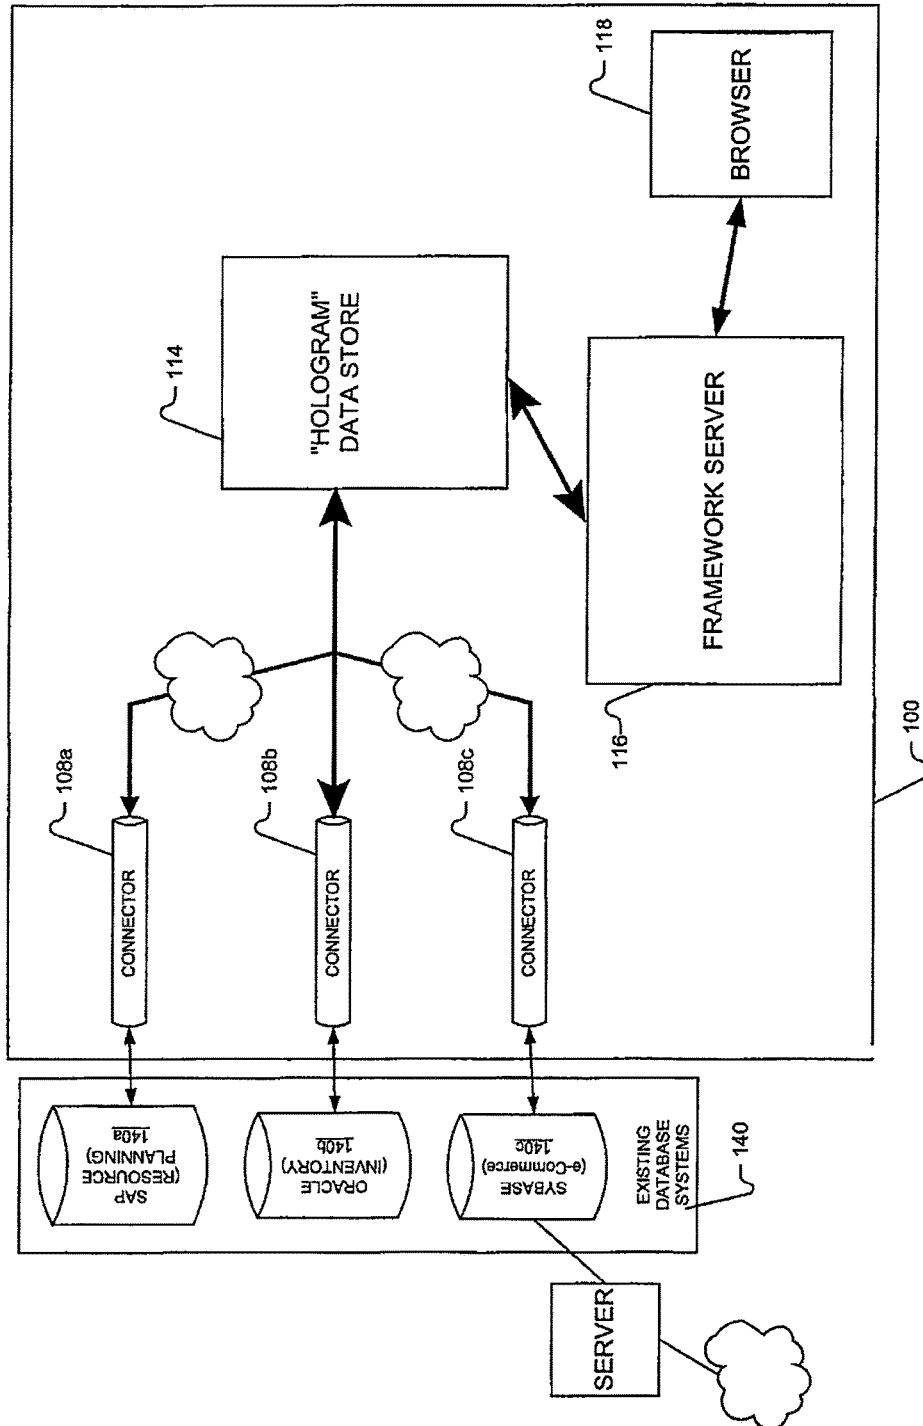 SAP
(RESOURCE
PLANNING)
140a
ORACLE
(INVENTORY)
140b
SYBASE
(e-Commerce)
140c
EXISTING
DATABASE
SYSTEMS
140
SERVER
CONNECTOR
108a
CONNECTOR
108b
CONNECTOR
108c
"HOLOGRAM"
DATA STORE
114
FRAMEWORK SERVER
116
BROWSER
118
100